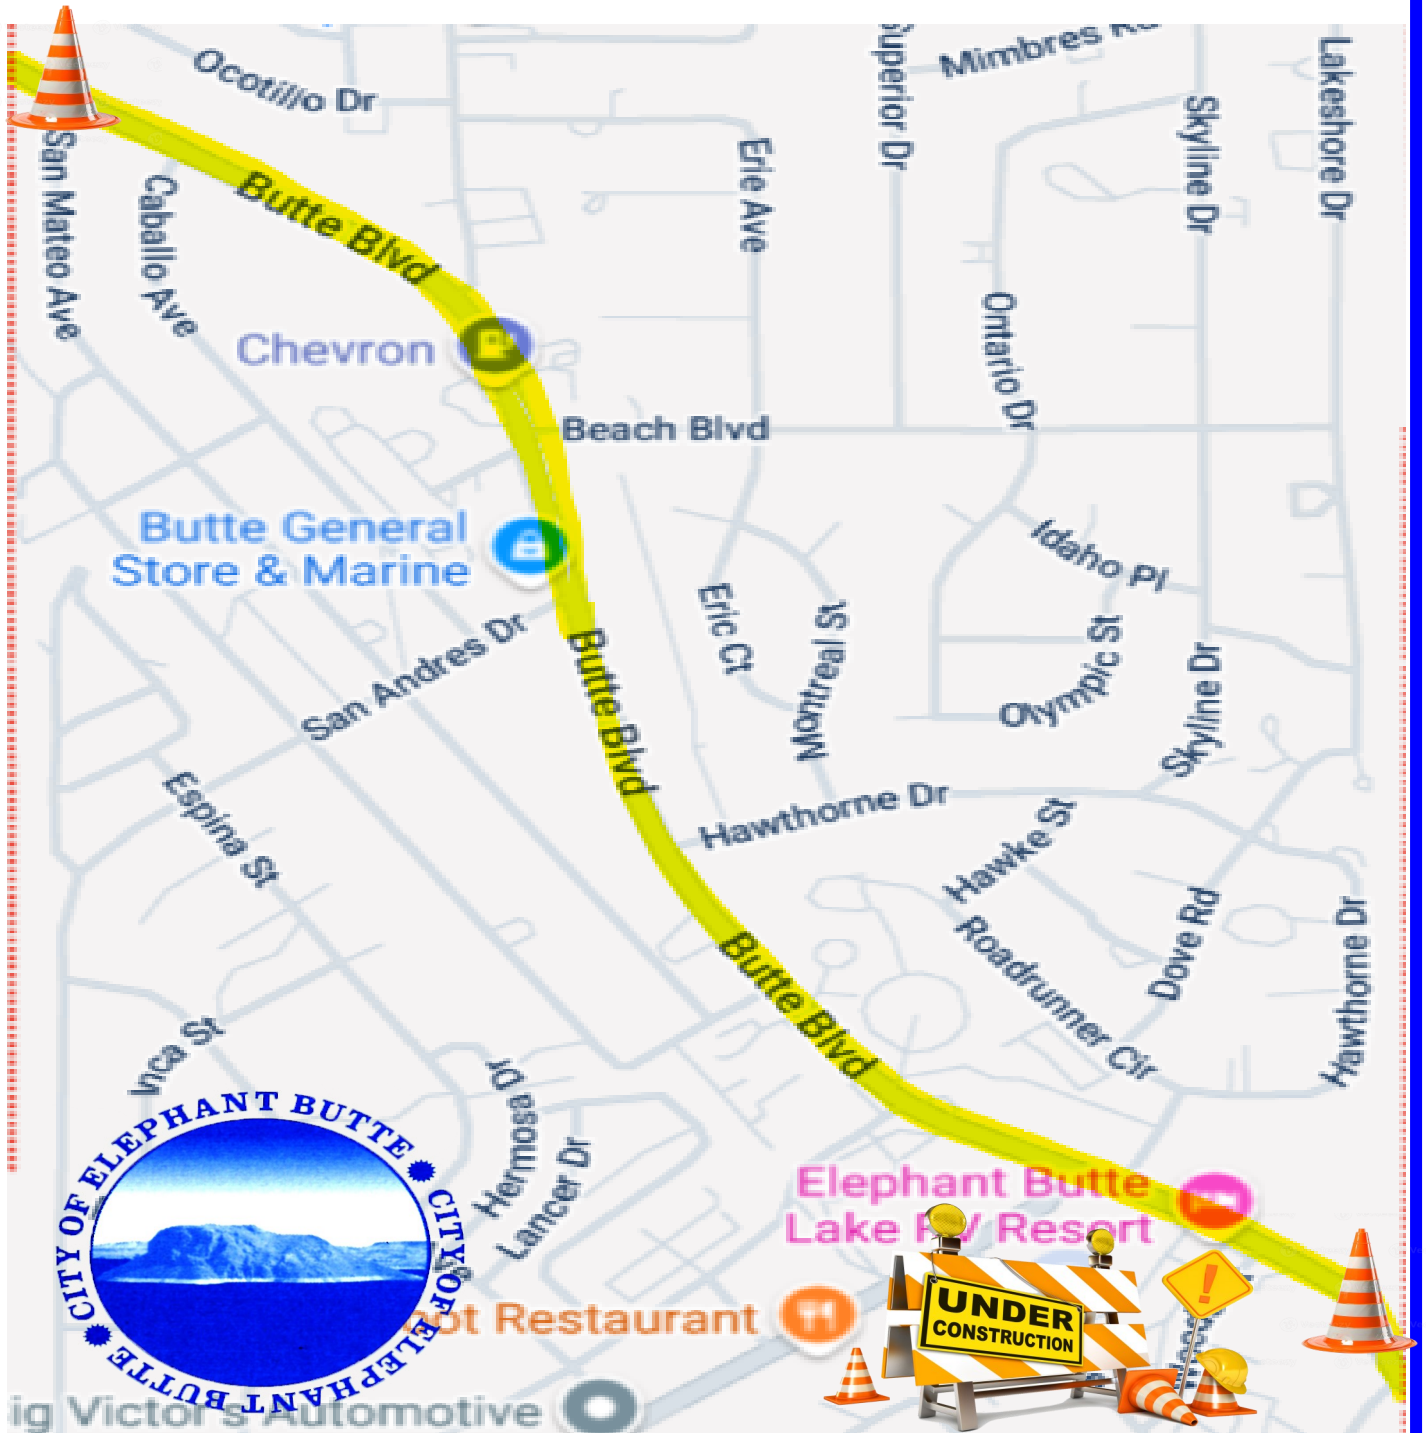 Ocotillo Dr
Superior Dr
Mimbres
Lakeshore Dr
Skyline Dr
San Mateo Ave
Caballo Ave
Erie Ave
Butte Blvd
Ontario Dr
Chevron
Beach Blvd
Butte General
Store & Marine
Idaho Pl
Eric Ct
Montreal St
Olympic St
San Andres Dr
Butte Blvd
Skyline Dr
Espina St
Hawthorne Dr
Hawke St
Dove Rd
Hawthorne Dr
Roadrunner Cir
Butte Blvd
Inca St
Hermosa Dr
Lancer Dr
Elephant Butte
Lake RV Resort
CITY OF ELEPHANT BUTTE
CITY OF ELEPHANT BUTTE
UNDER
CONSTRUCTION
ot Restaurant
ig Victor's Automotive